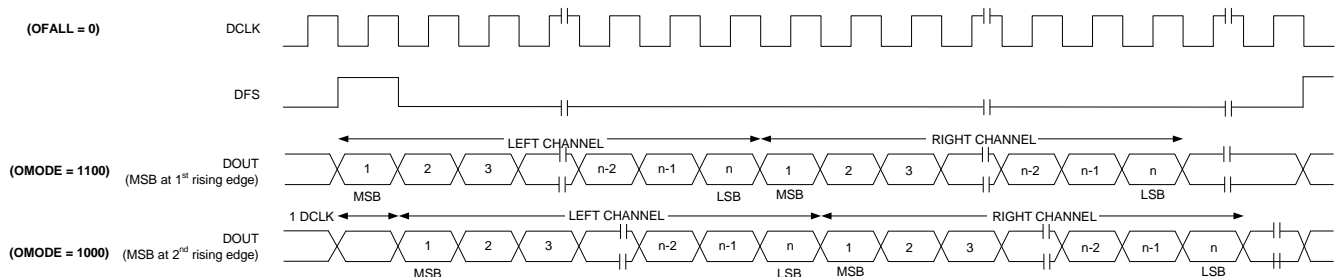 (OFALL = 0) DCLK
DFS
LEFT CHANNEL RIGHT CHANNEL
(OMODE = 1100) DOUT 1 2 3 n-2 n-1 n 1 2 3 n-2 n-1 n
(MSB at 1st rising edge)
MSB LSB MSB LSB
1 DCLK LEFT CHANNEL RIGHT CHANNEL
(OMODE = 1000) DOUT 1 2 3 n-2 n-1 n 1 2 3 n-2 n-1 n
(MSB at 2nd rising edge)
MSB LSB MSB LSB